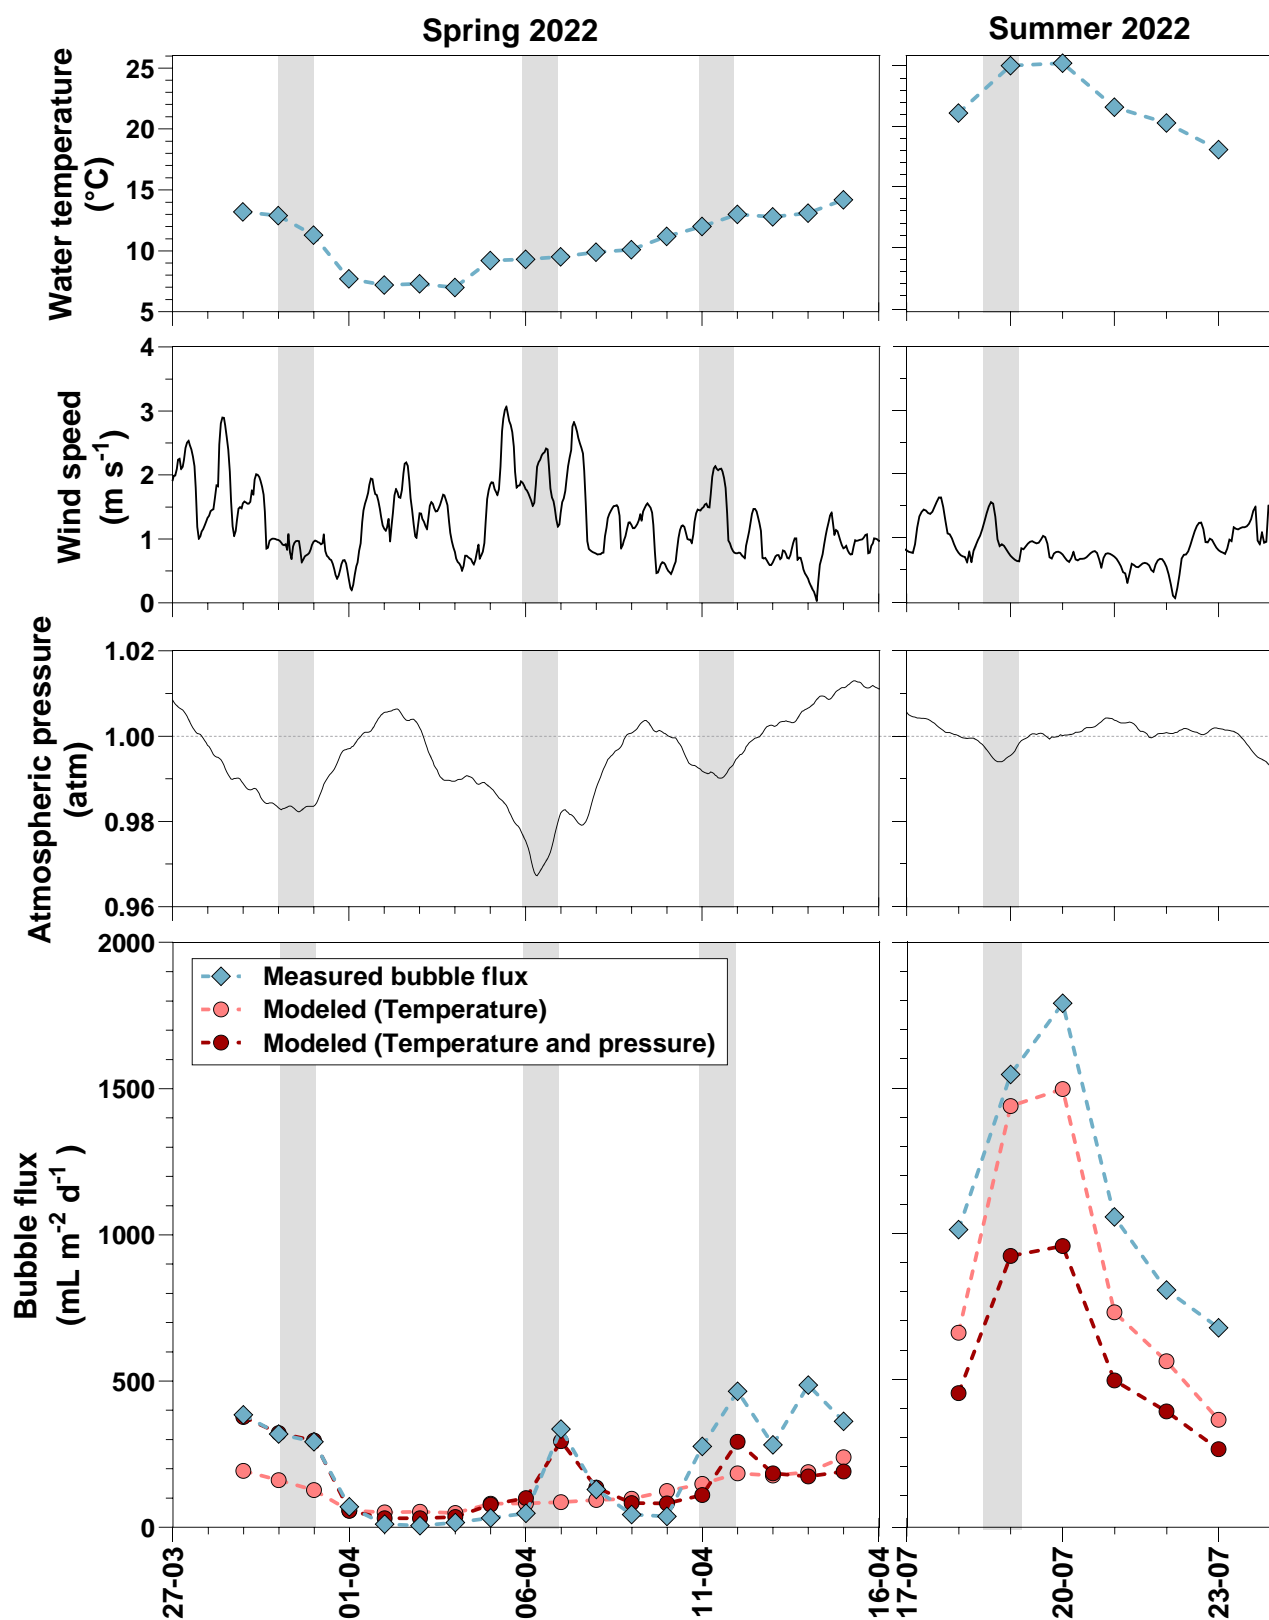 Spring 2022
Summer 2022
Water temperature
(°C)
25
20
15
10
5
Wind speed
(m s⁻¹)
4
3
2
1
0
Atmospheric pressure
(atm)
1.02
1.00
0.98
0.96
Bubble flux
(mL m⁻² d⁻¹)
2000
1500
1000
500
0
Measured bubble flux
Modeled (Temperature)
Modeled (Temperature and pressure)
27-03
01-04
06-04
11-04
16-04
17-07
20-07
23-07